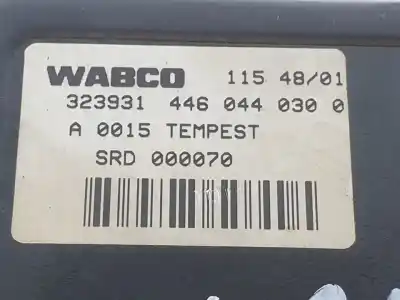 WABCO 115 48/01
323931 446 044 030 0
A 0015 TEMPEST
SRD 000070